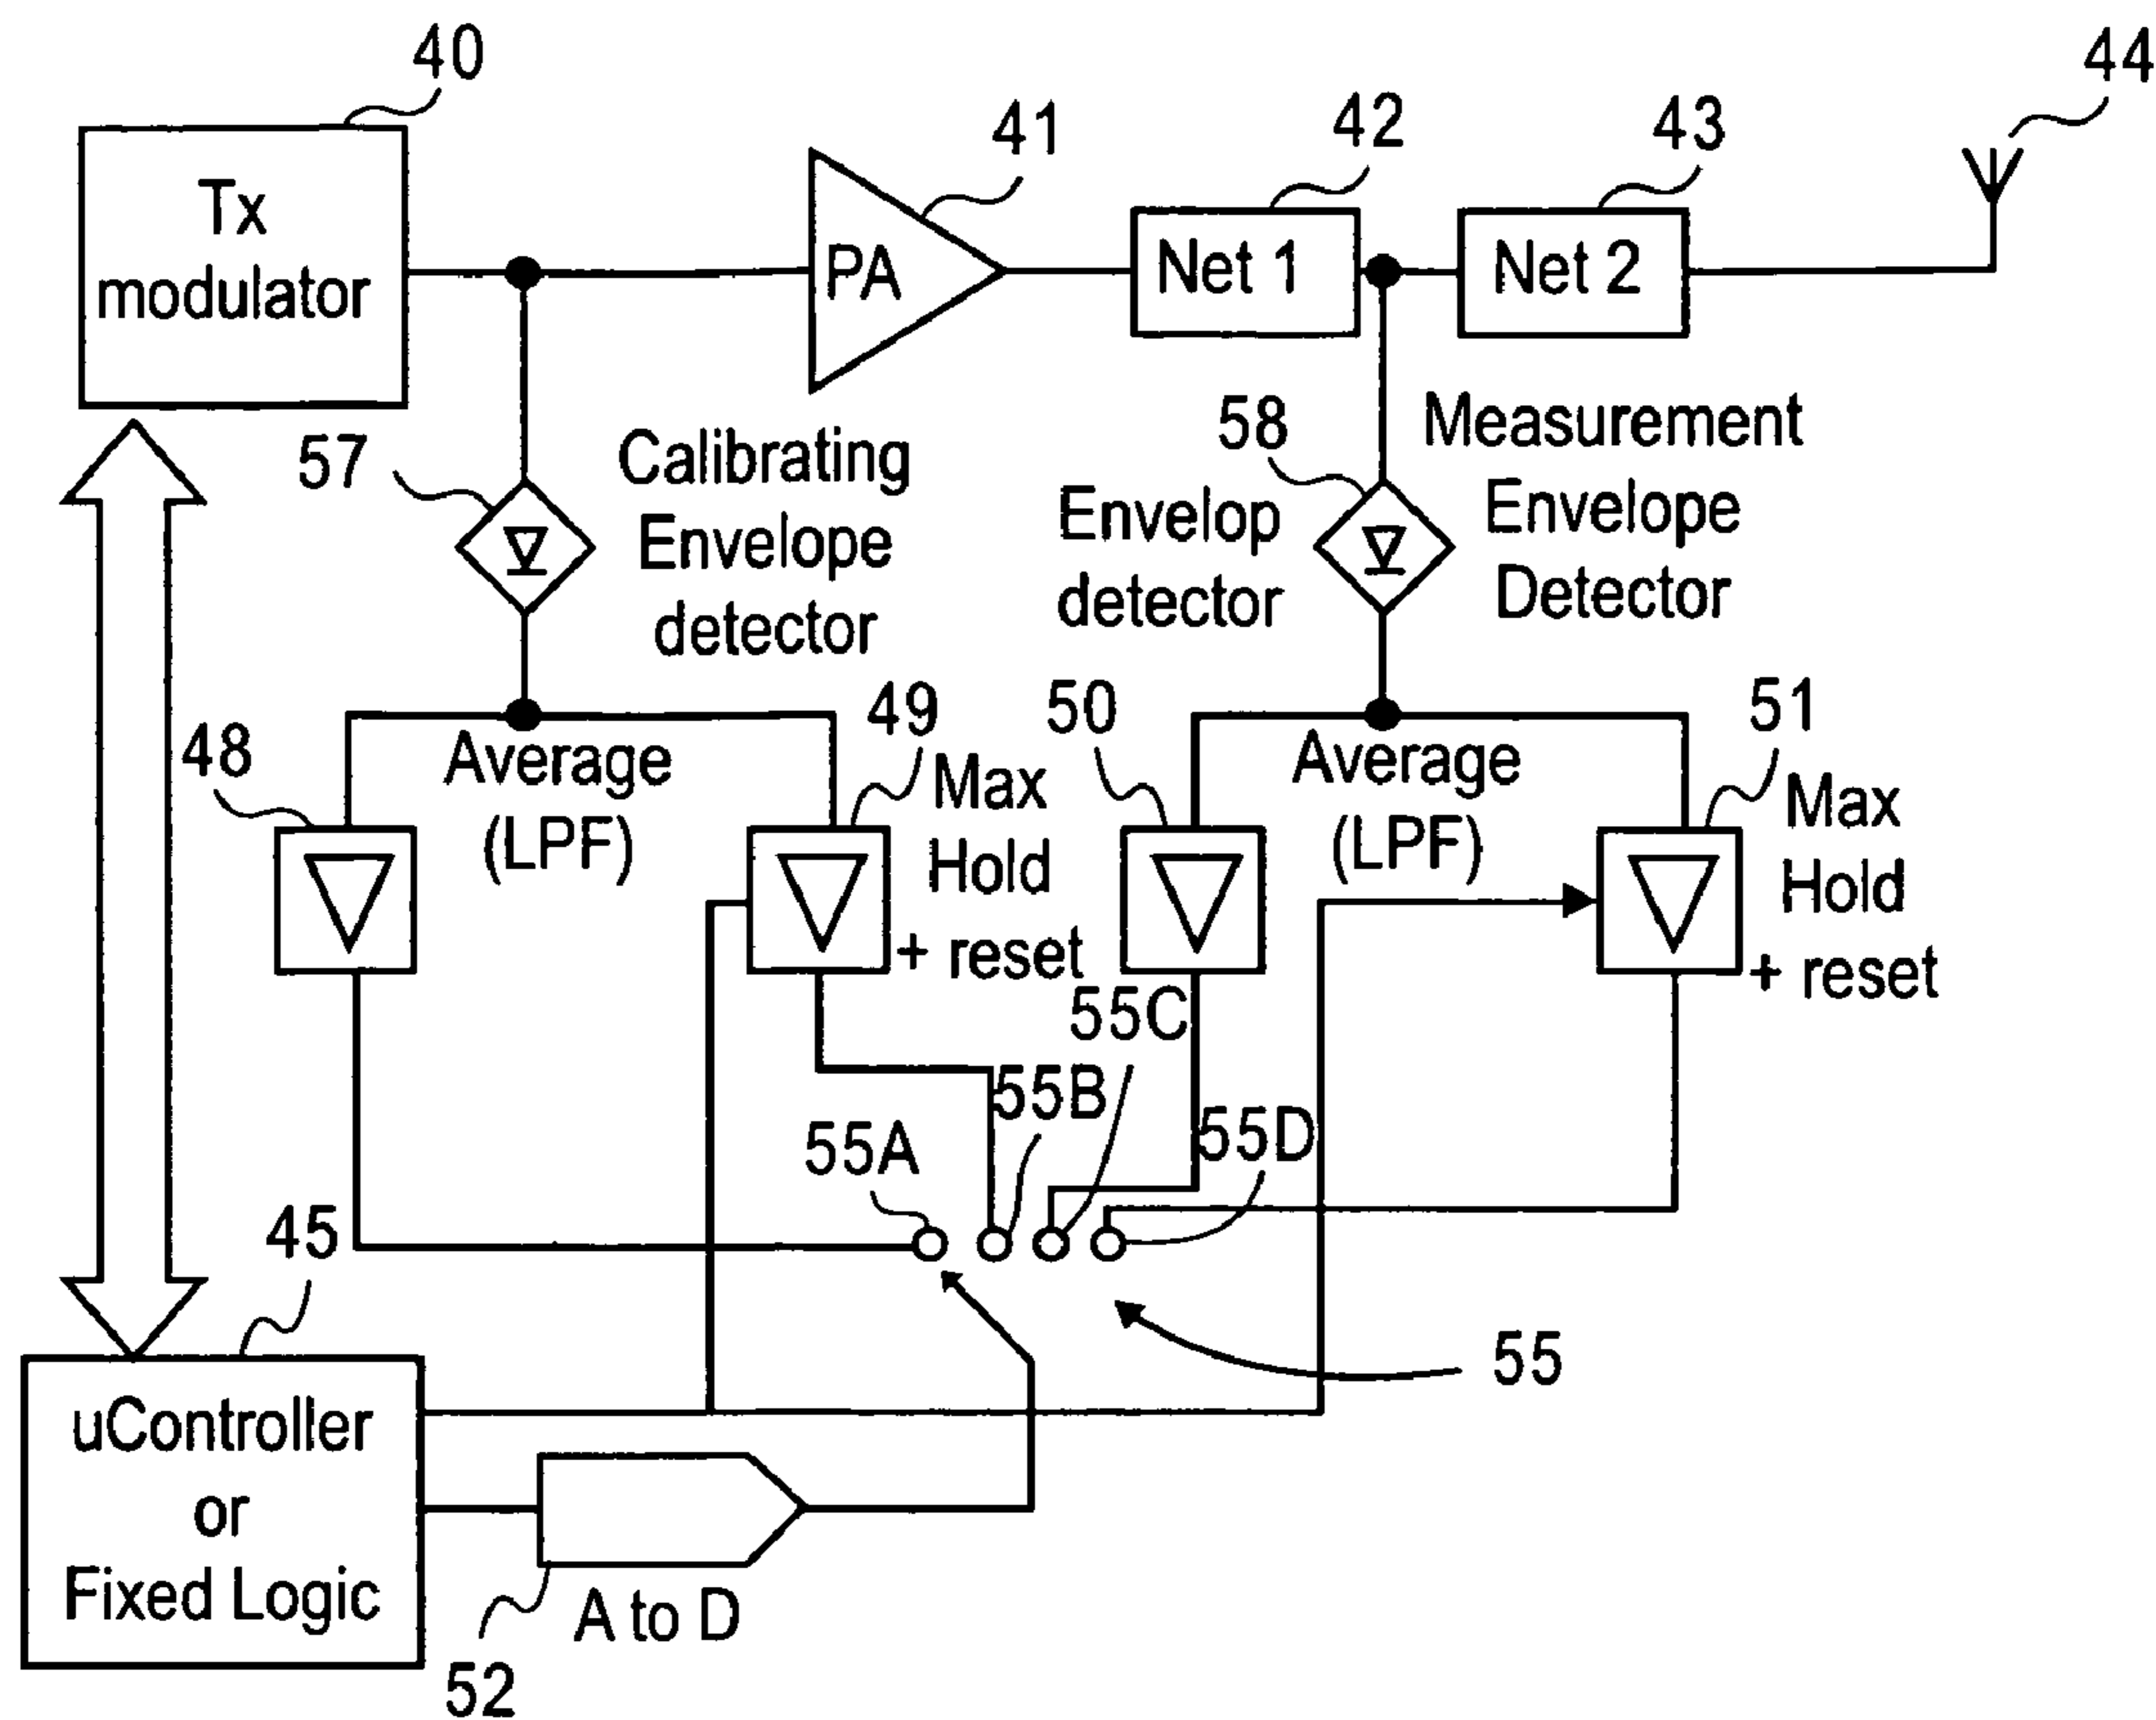 40
41
42
43
44
Tx
modulator
PA
Net 1
Net 2
57
Calibrating
Envelope
detector
58
Envelop
detector
Measurement
Envelope
Detector
48
Average
(LPF)
49
Max
Hold
+ reset
50
Average
(LPF)
51
Max
Hold
+ reset
55A
55B
55C
55D
55
45
uController
or
Fixed Logic
A to D
52